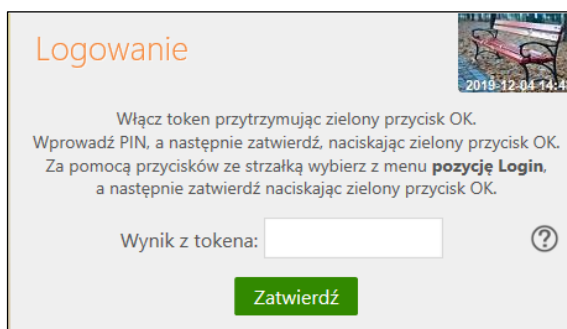 Logowanie
2019-12-04 14:4
Włącz token przytrzymując zielony przycisk OK.
Wprowadź PIN, a następnie zatwierdź, naciskając zielony przycisk OK.
Za pomocą przycisków ze strzałką wybierz z menu pozycję Login,
a następnie zatwierdź naciskając zielony przycisk OK.
Wynik z tokena:
?
Zatwierdź